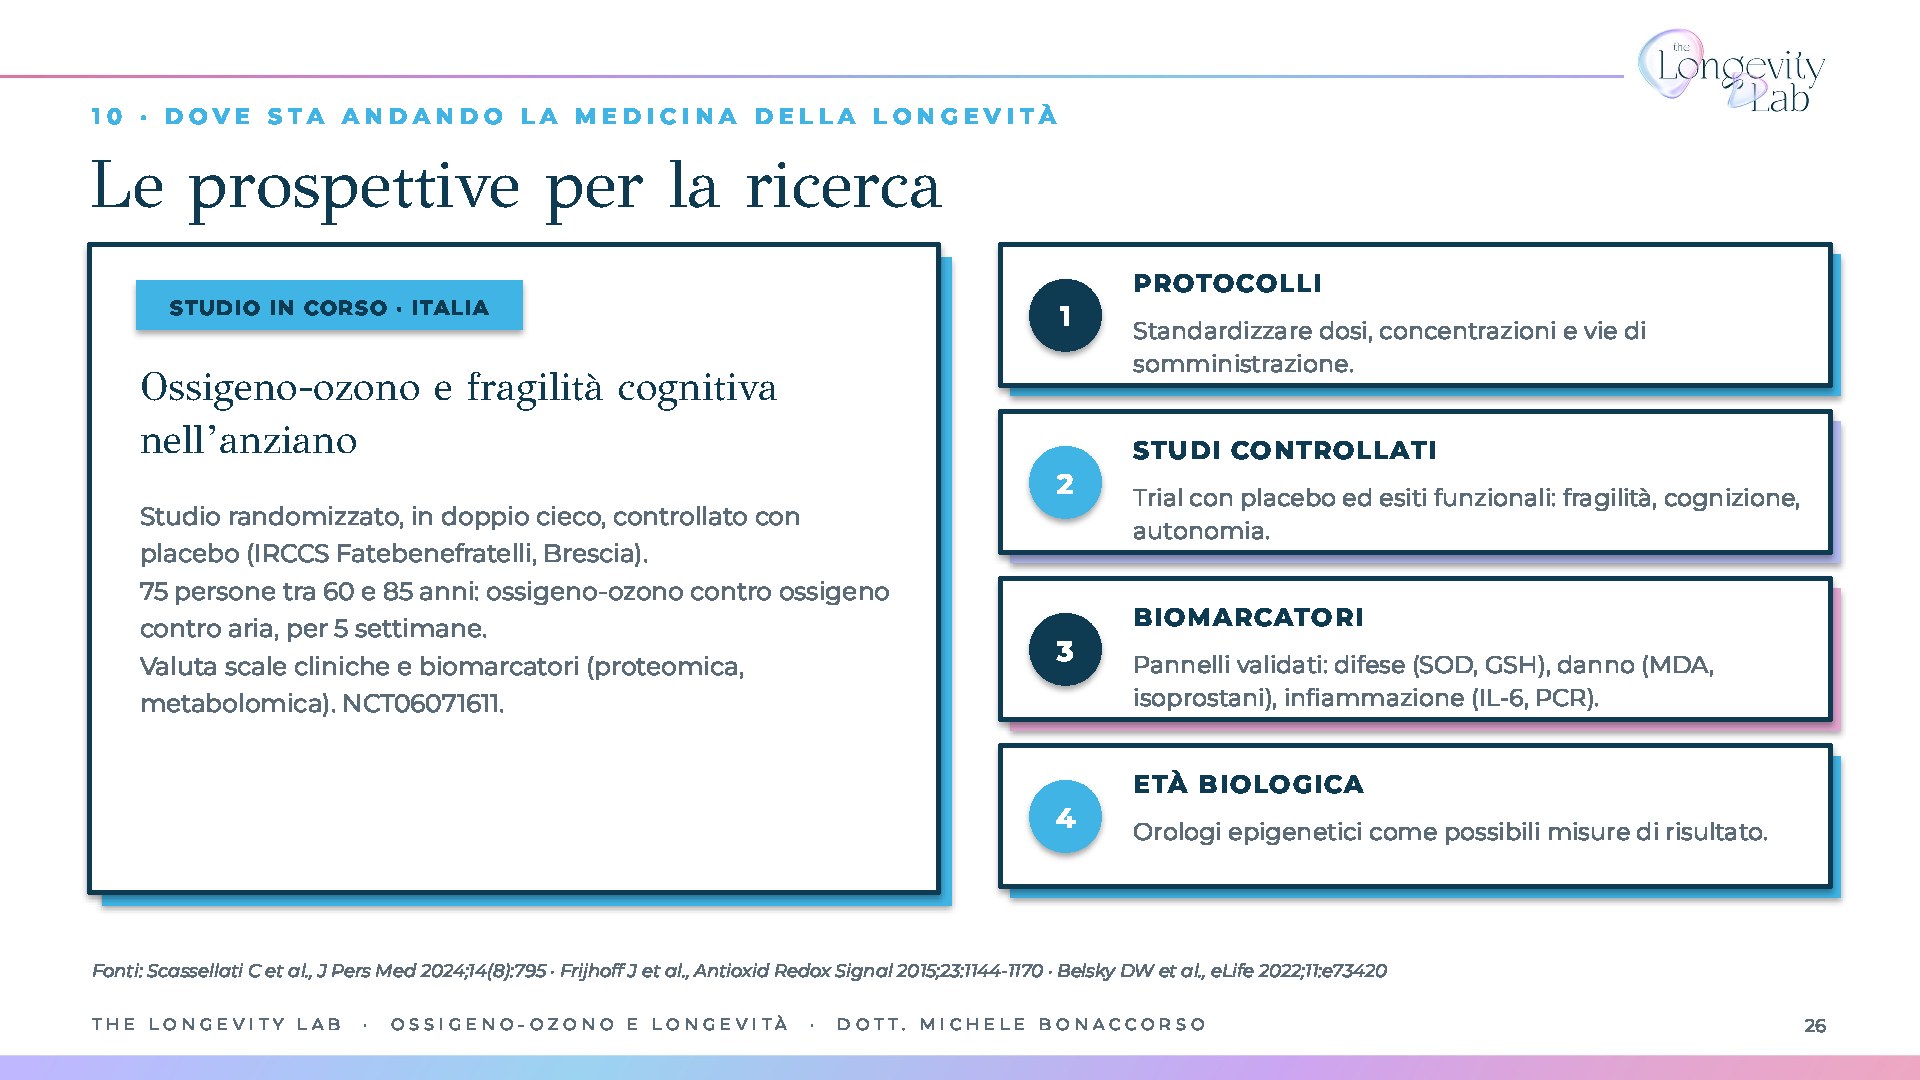 the
Longevity
Lab
10 · DOVE STA ANDANDO LA MEDICINA DELLA LONGEVITÀ
Le prospettive per la ricerca
STUDIO IN CORSO · ITALIA
Ossigeno-ozono e fragilità cognitiva
nell’anziano
Studio randomizzato, in doppio cieco, controllato con
placebo (IRCCS Fatebenefratelli, Brescia).
75 persone tra 60 e 85 anni: ossigeno-ozono contro ossigeno
contro aria, per 5 settimane.
Valuta scale cliniche e biomarcatori (proteomica,
metabolomica). NCT06071611.
1
PROTOCOLLI
Standardizzare dosi, concentrazioni e vie di
somministrazione.
2
STUDI CONTROLLATI
Trial con placebo ed esiti funzionali: fragilità, cognizione,
autonomia.
3
BIOMARCATORI
Pannelli validati: difese (SOD, GSH), danno (MDA,
isoprostani), infiammazione (IL-6, PCR).
4
ETÀ BIOLOGICA
Orologi epigenetici come possibili misure di risultato.
Fonti: Scassellati C et al., J Pers Med 2024;14(8):795 · Frijhoff J et al., Antioxid Redox Signal 2015;23:1144-1170 · Belsky DW et al., eLife 2022;11:e73420
THE LONGEVITY LAB · OSSIGENO-OZONO E LONGEVITÀ · DOTT. MICHELE BONACCORSO
26